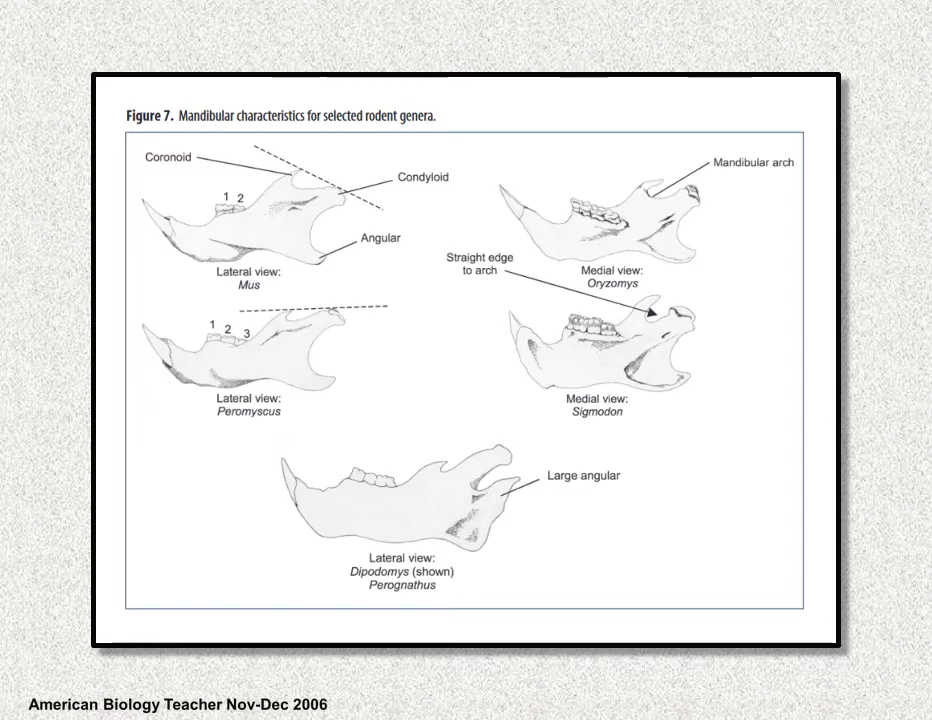 Figure 7. Mandibular characteristics for selected rodent genera.
Coronoid
Condyloid
1 2
Angular
Lateral view:
Mus
Mandibular arch
Medial view:
Oryzomys
Straight edge
to arch
1 2 3
Lateral view:
Peromyscus
Medial view:
Sigmodon
Large angular
Lateral view:
Dipodomys (shown)
Perognathus
American Biology Teacher Nov-Dec 2006